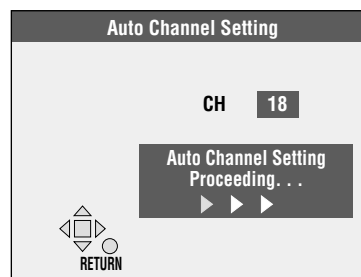 Auto Channel Setting
CH 18
Auto Channel Setting
Proceeding. . .
RETURN